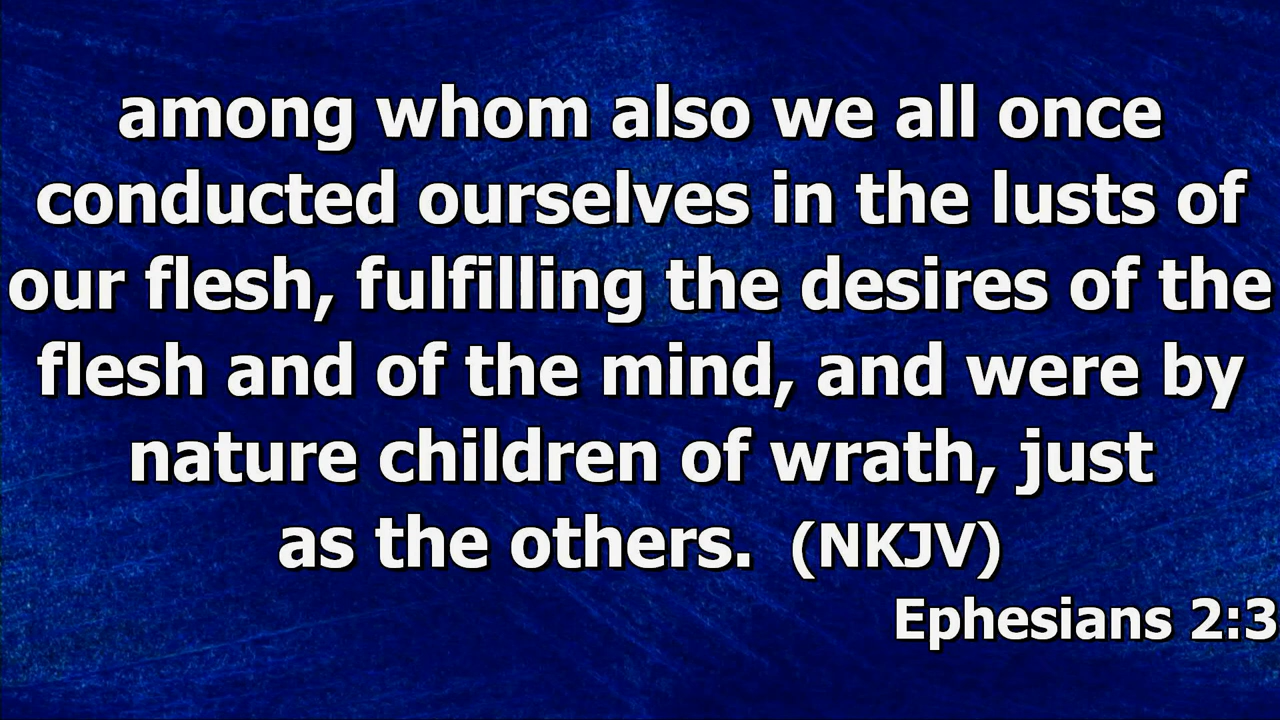 among whom also we all once
conducted ourselves in the lusts of
our flesh, fulfilling the desires of the
flesh and of the mind, and were by
nature children of wrath, just
as the others. (NKJV)
Ephesians 2:3